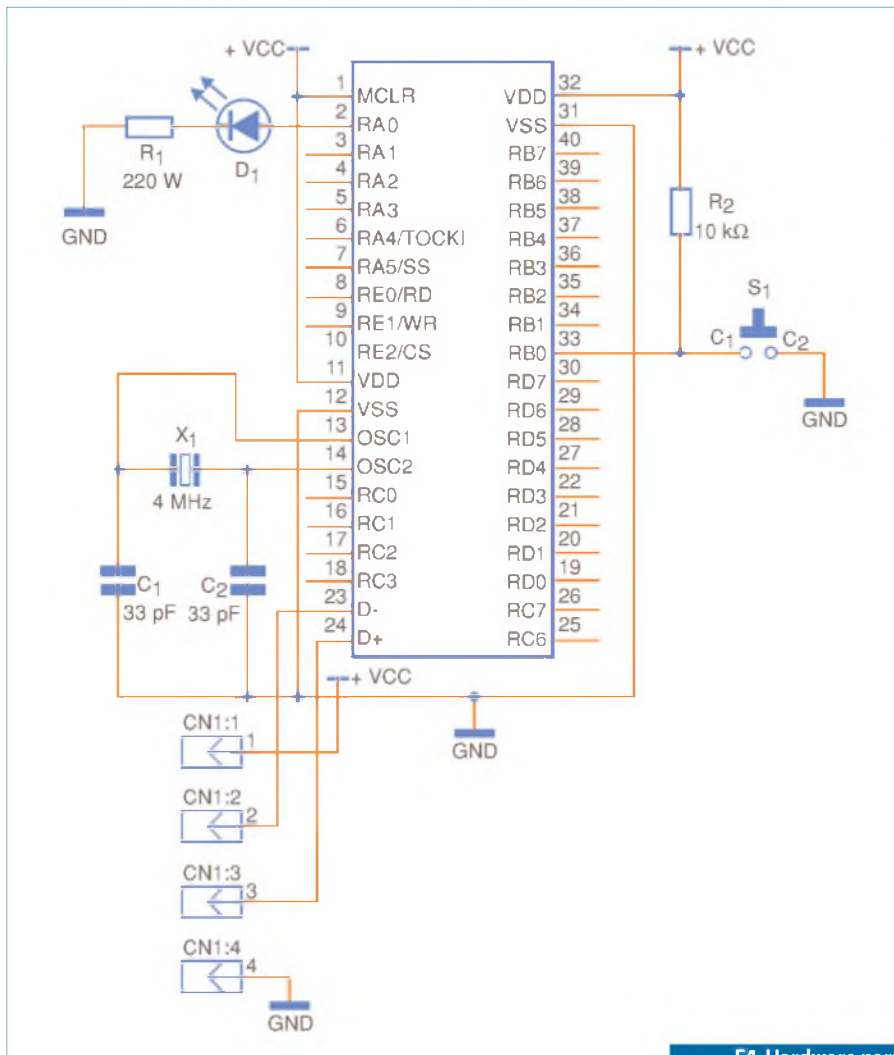 + VCC
+ VCC
1 MCLR
2 RA0
3 RA1
4 RA2
5 RA3
6 RA4/TOCKI
7 RA5/SS
8 RE0/RD
9 RE1/WR
10 RE2/CS
11 VDD
12 VSS
13 OSC1
14 OSC2
15 RC0
16 RC1
17 RC2
18 RC3
23 D-
24 D+
VDD 32
VSS 31
RB7 40
RB6 39
RB5 38
RB4 37
RB3 36
RB2 35
RB1 34
RB0 33
RD7 30
RD6 29
RD5 28
RD4 27
RD3 22
RD2 21
RD1 20
RD0 19
RC7 26
RC6 25
R1
220 W
D1
GND
R2
10 kΩ
S1
C1 C2
GND
X1
4 MHz
C1
33 pF
C2
33 pF
+ VCC
GND
CN1:1
1
CN1:2
2
CN1:3
3
CN1:4
4
GND